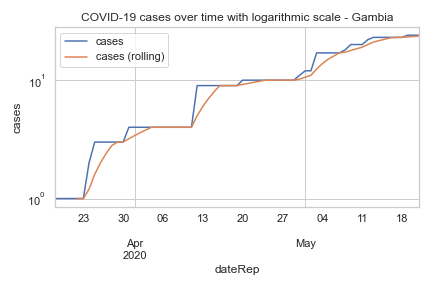 COVID-19 cases over time with logarithmic scale - Gambia
cases
cases (rolling)
cases
10¹
10⁰
23 30 06 13 20 27 04 11 18
Apr May
2020
dateRep